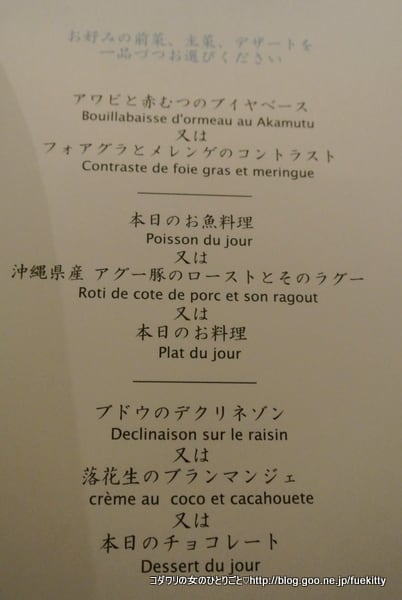 お好みの前菜、主菜、デザートを
一品づつお選びください
アワビと赤むつのブイヤベース
Bouillabaisse d'ormeau au Akamutu
又は
フォアグラとメレンゲのコントラスト
Contraste de foie gras et meringue
本日のお魚料理
Poisson du jour
又は
沖縄県産 アグー豚のローストとそのラグー
Roti de cote de porc et son ragout
又は
本日のお料理
Plat du jour
ブドウのデクリネゾン
Declinaison sur le raisin
又は
落花生のブランマンジェ
crème au coco et cacahouete
又は
本日のチョコレート
Dessert du jour
コダワリの女のひとりごと♡http://blog.goo.ne.jp/fuekitty